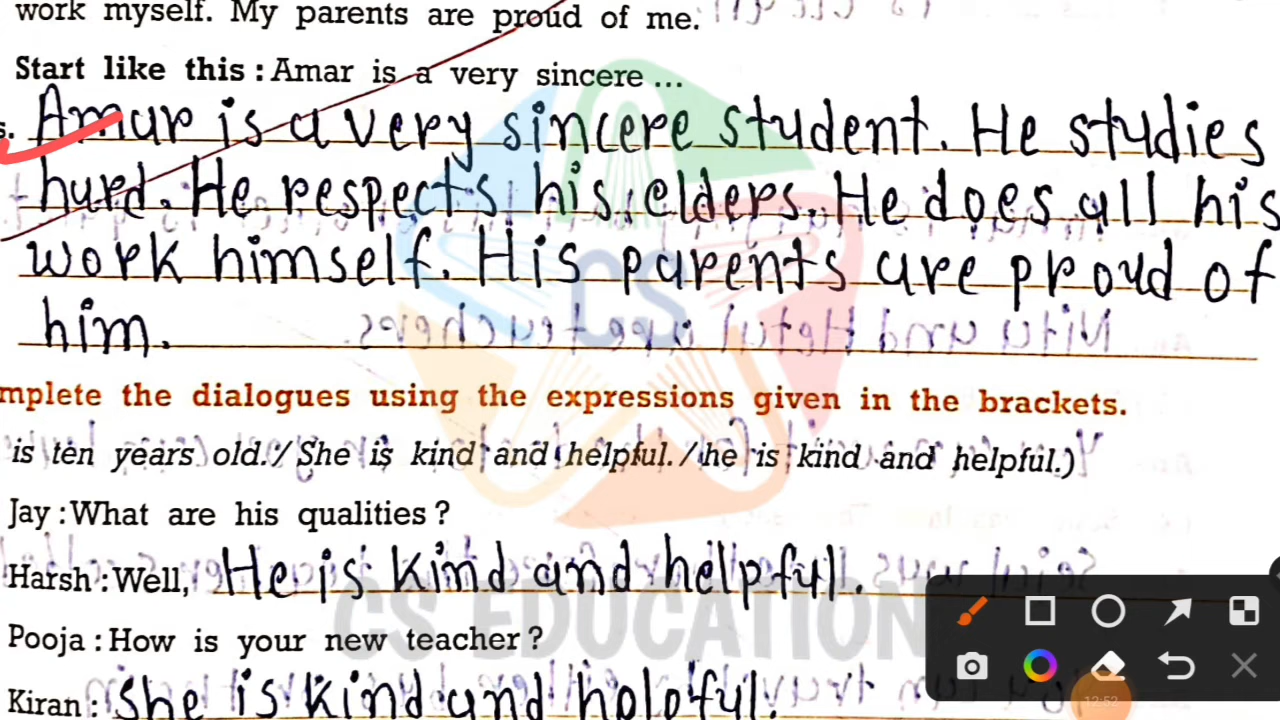 work myself. My parents are proud of me.
Start like this : Amar is a very sincere ...
s. Amar is a very sincere student. He studies
hard. He respects his elders. He does all his
work himself. His parents are proud of
him.
mplete the dialogues using the expressions given in the brackets.
is ten years old. / She is kind and helpful. / he is kind and helpful.)
Jay : What are his qualities ?
Harsh : Well, He is kind and helpful.
Pooja : How is your new teacher ?
Kiran : She is kind and helpful.
CS
CS EDUCATION
12:52